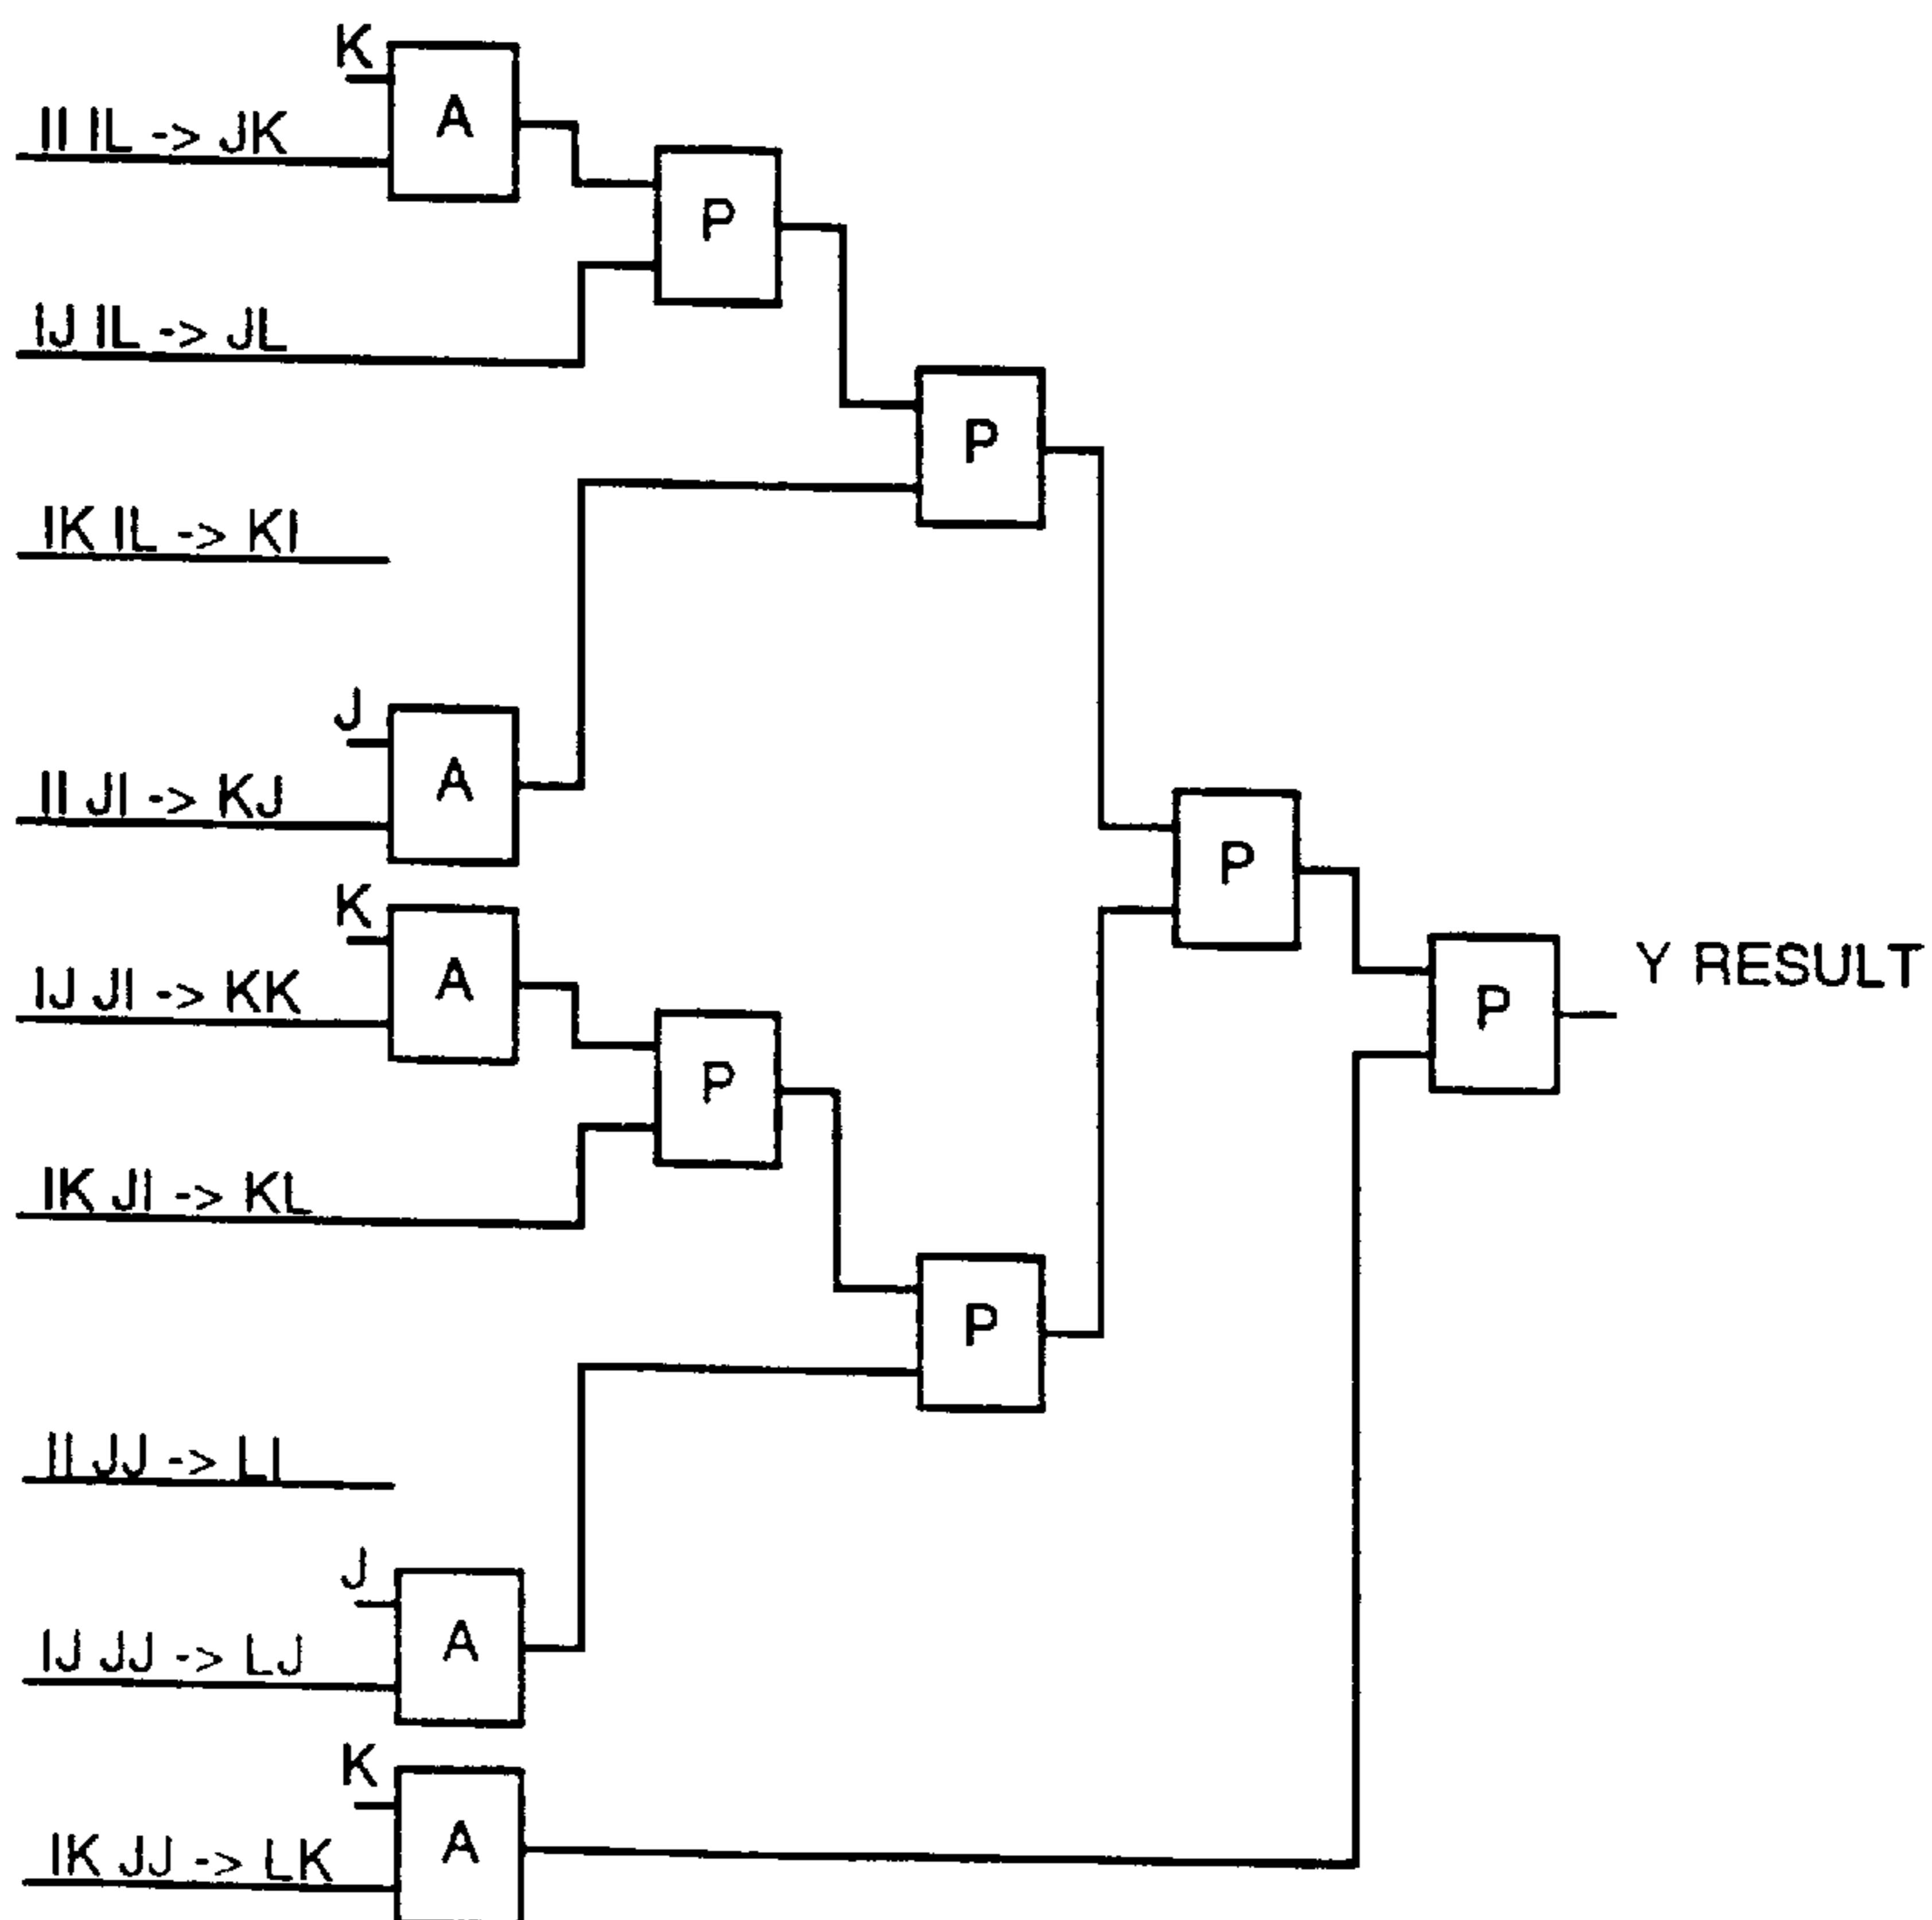 K
A
II IL -> JK
P
IJ IL -> JL
P
IK IL -> KI
J
A
II JI -> KJ
P
K
A
IJ JI -> KK
Y RESULT
P
P
IK JI -> KL
P
II JJ -> LI
J
A
IJ JJ -> LJ
K
A
IK JJ -> LK